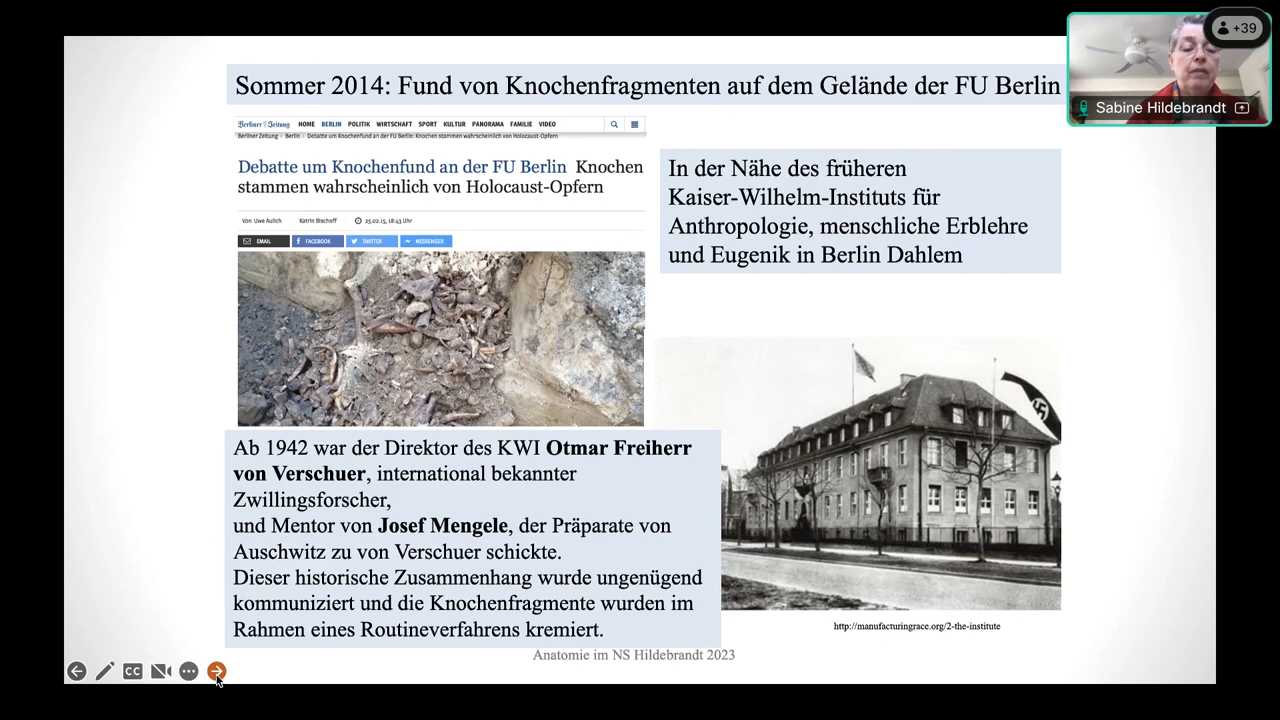 +39
Sabine Hildebrandt
Sommer 2014: Fund von Knochenfragmenten auf dem Gelände der FU Berlin
Berliner Zeitung HOME BERLIN POLITIK WIRTSCHAFT SPORT KULTUR PANORAMA FAMILIE VIDEO
Berliner Zeitung Berlin Debatte um Knochenfund an der FU Berlin: Knochen stammen wahrscheinlich von Holocaust-Opfern
Debatte um Knochenfund an der FU Berlin Knochen
stammen wahrscheinlich von Holocaust-Opfern
Von Uwe Aulich Katrin Bischoff 25.02.15, 18:43 Uhr
EMAIL FACEBOOK TWITTER MESSENGER
In der Nähe des früheren
Kaiser-Wilhelm-Instituts für
Anthropologie, menschliche Erblehre
und Eugenik in Berlin Dahlem
Ab 1942 war der Direktor des KWI Otmar Freiherr
von Verschuer, international bekannter
Zwillingsforscher,
und Mentor von Josef Mengele, der Präparate von
Auschwitz zu von Verschuer schickte.
Dieser historische Zusammenhang wurde ungenügend
kommuniziert und die Knochenfragmente wurden im
Rahmen eines Routineverfahrens kremiert.
http://manufacturingrace.org/2-the-institute
Anatomie im NS Hildebrandt 2023
CC